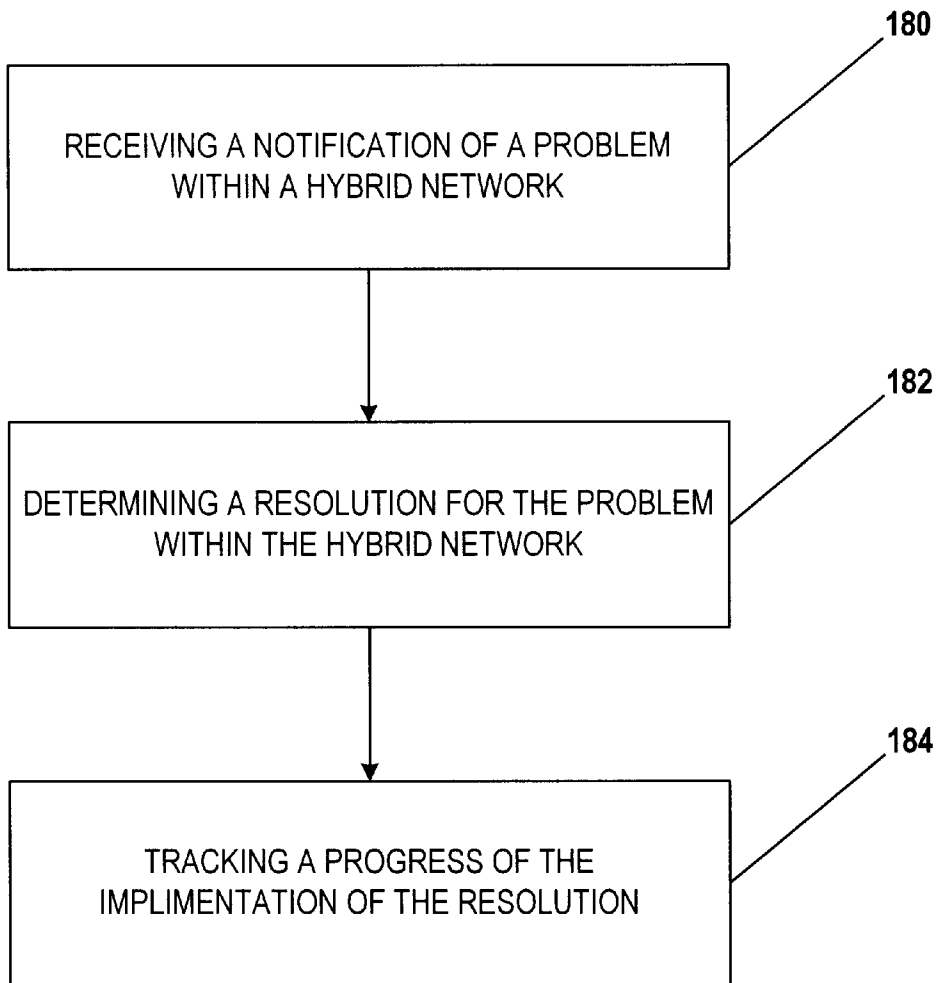 180
RECEIVING A NOTIFICATION OF A PROBLEM
WITHIN A HYBRID NETWORK
182
DETERMINING A RESOLUTION FOR THE PROBLEM
WITHIN THE HYBRID NETWORK
184
TRACKING A PROGRESS OF THE
IMPLIMENTATION OF THE RESOLUTION